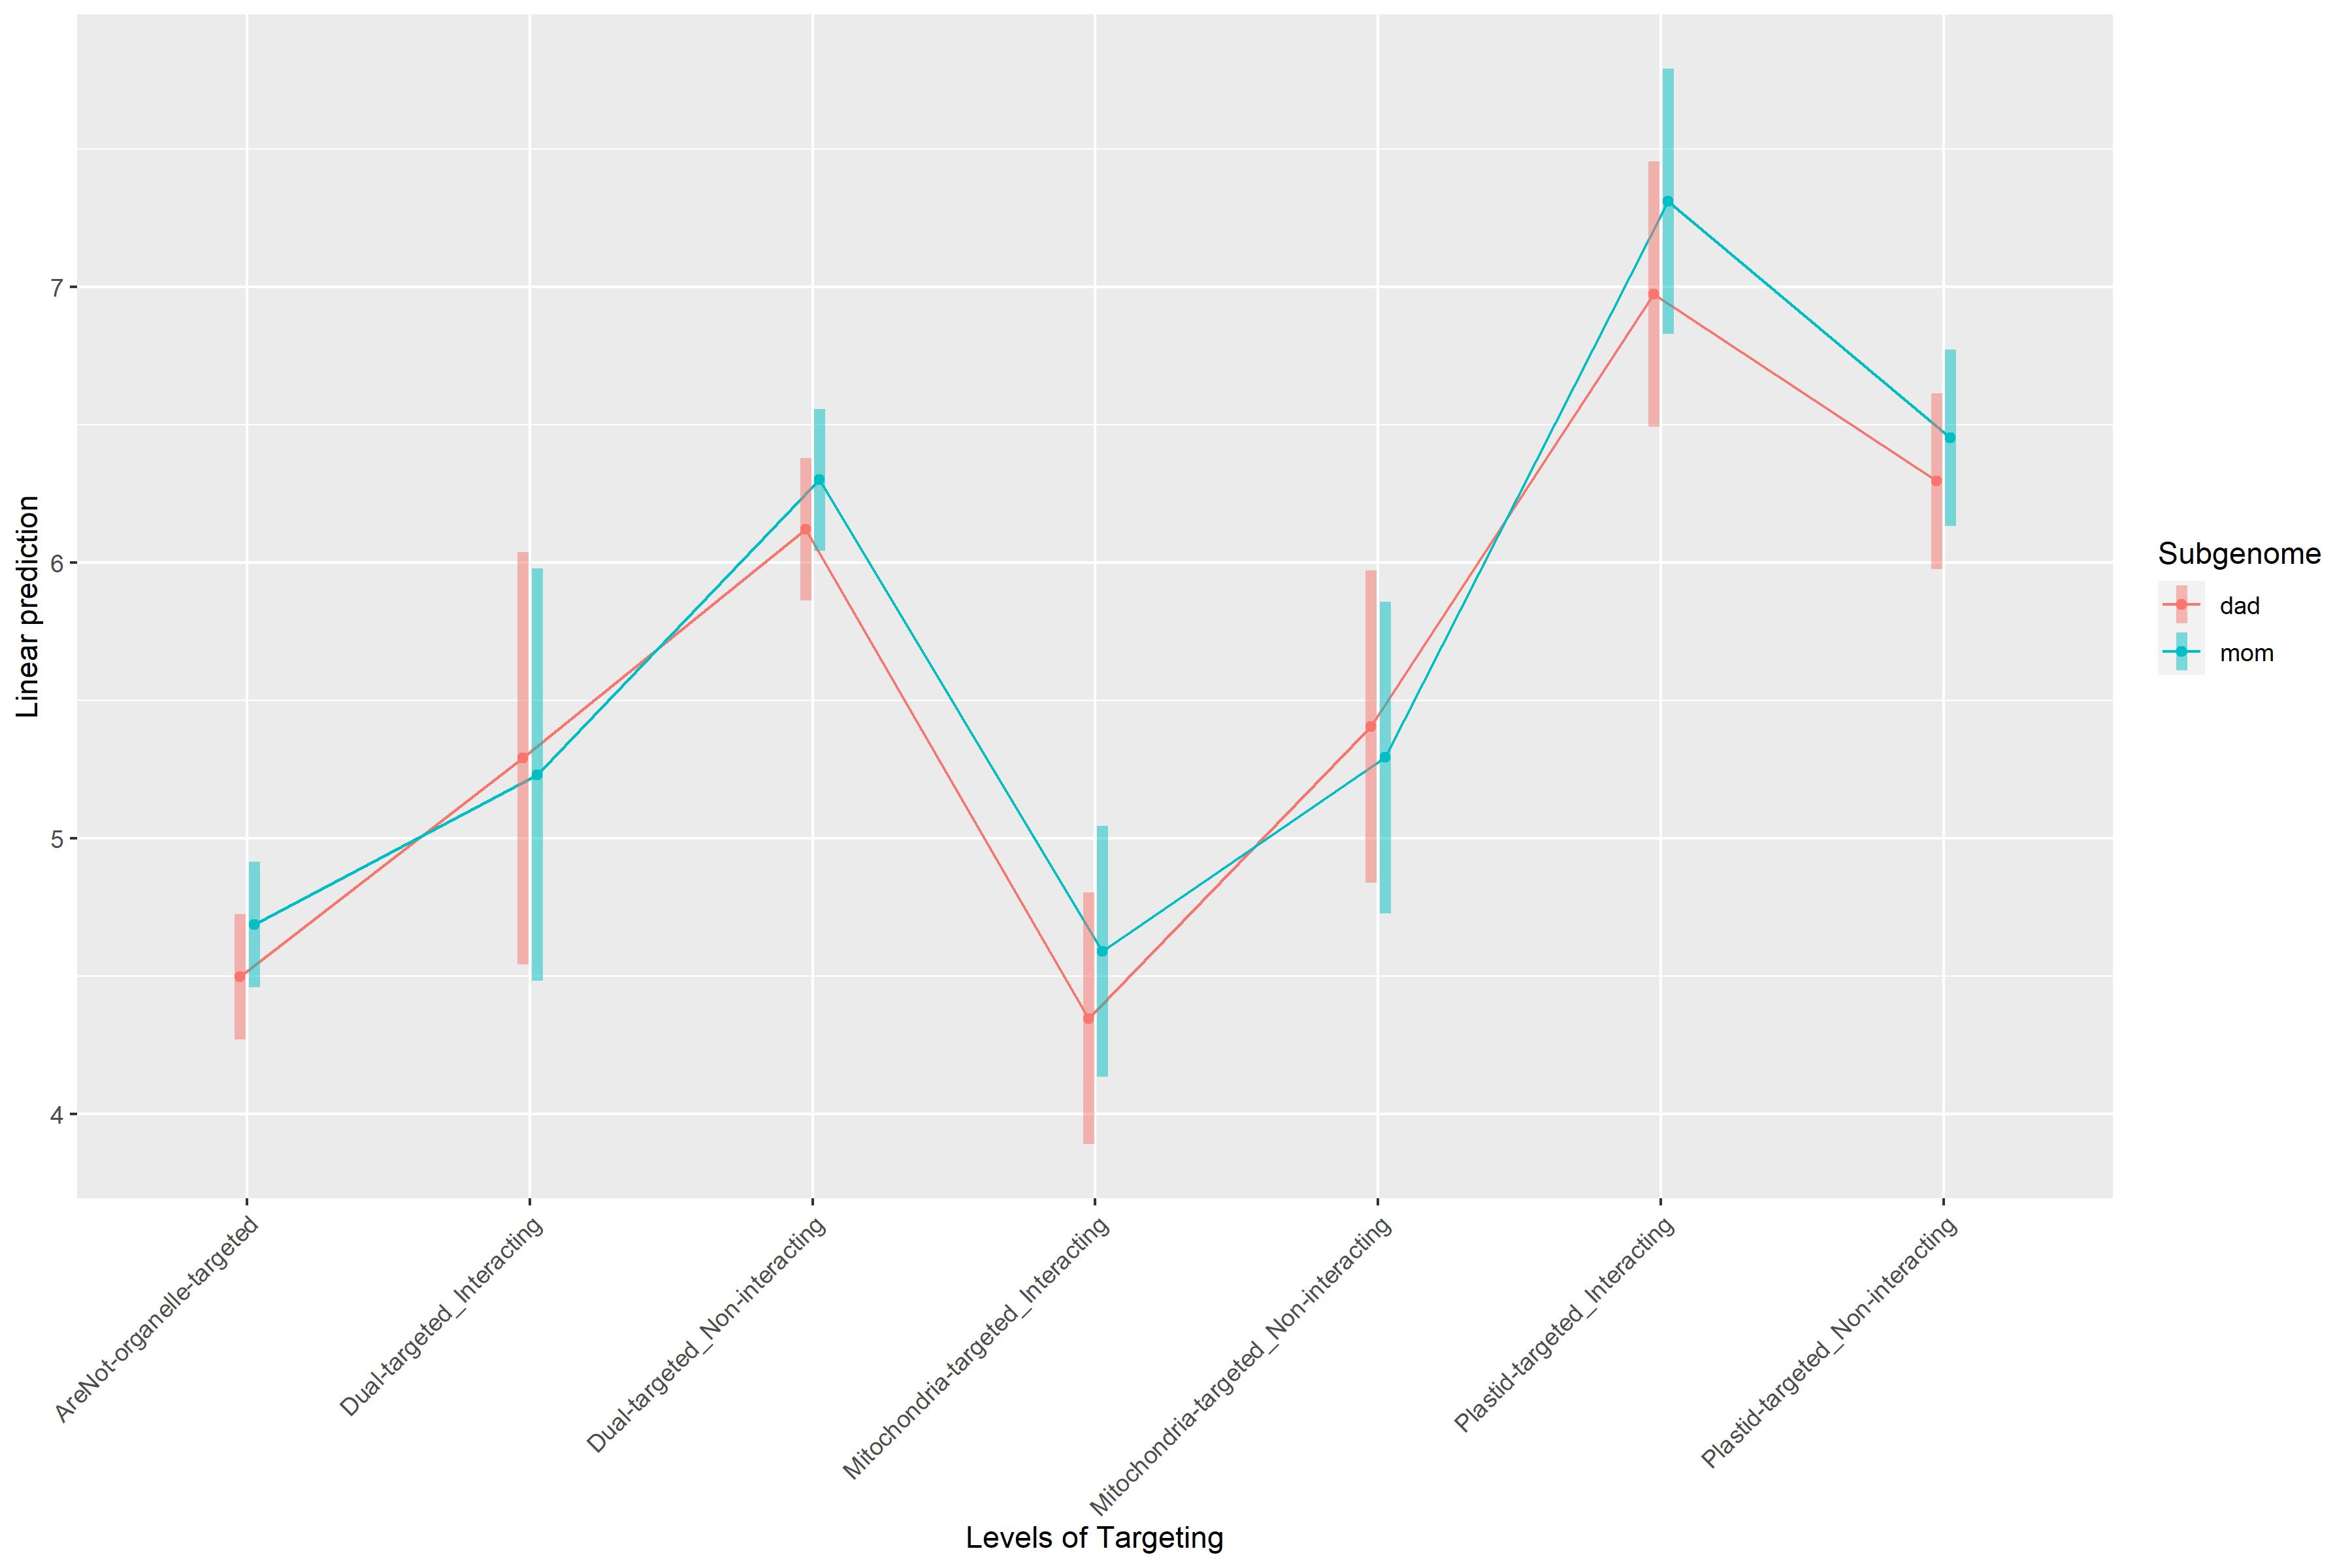 7
6
5
4
Linear prediction
AreNot-organelle-targeted
Dual-targeted_Interacting
Dual-targeted_Non-interacting
Mitochondria-targeted_Interacting
Mitochondria-targeted_Non-interacting
Plastid-targeted_Interacting
Plastid-targeted_Non-interacting
Levels of Targeting
Subgenome
dad
mom